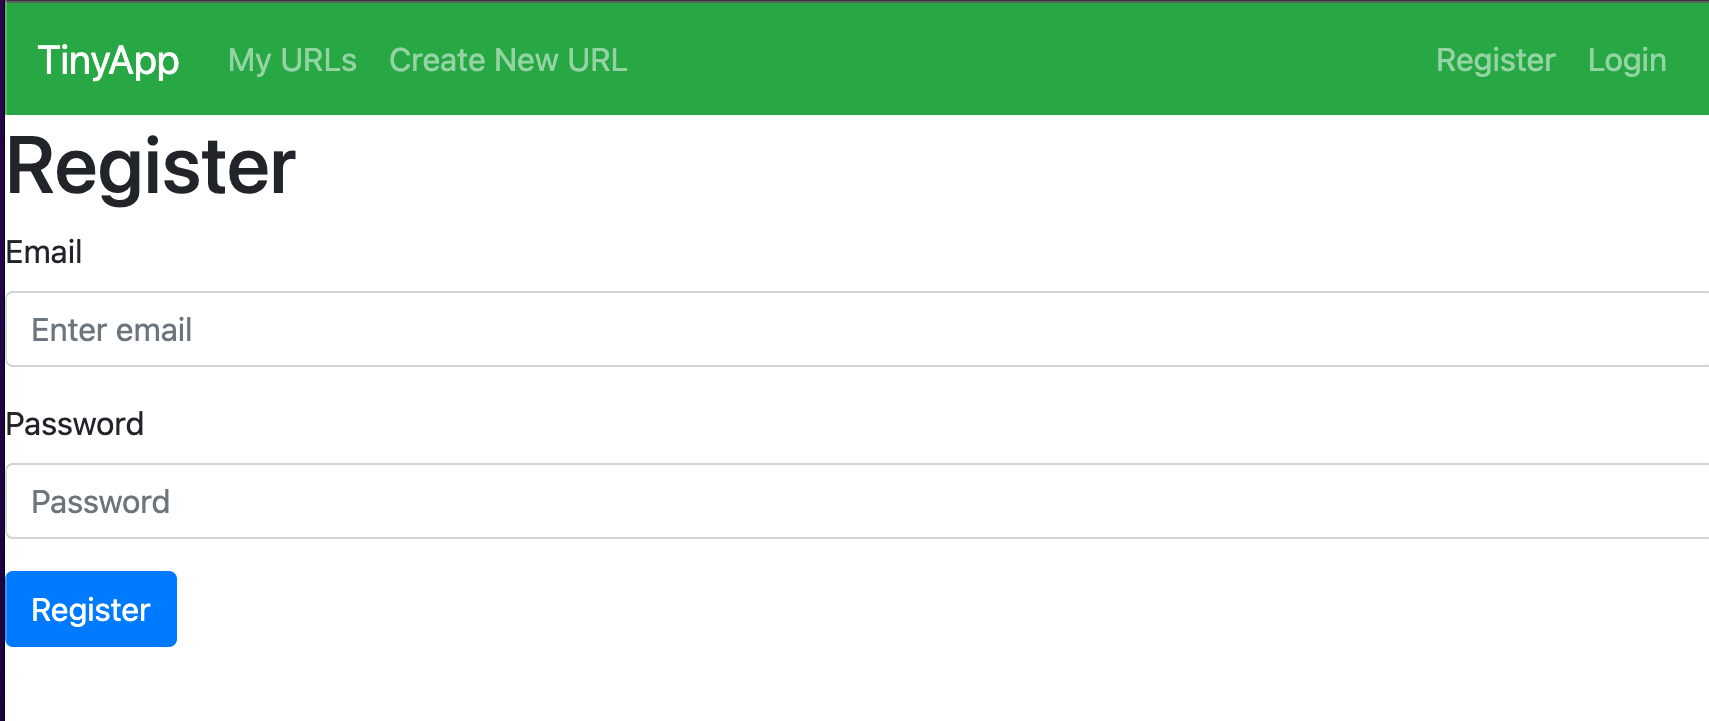 TinyApp My URLs Create New URL Register Login
Register
Email
Enter email
Password
Password
Register